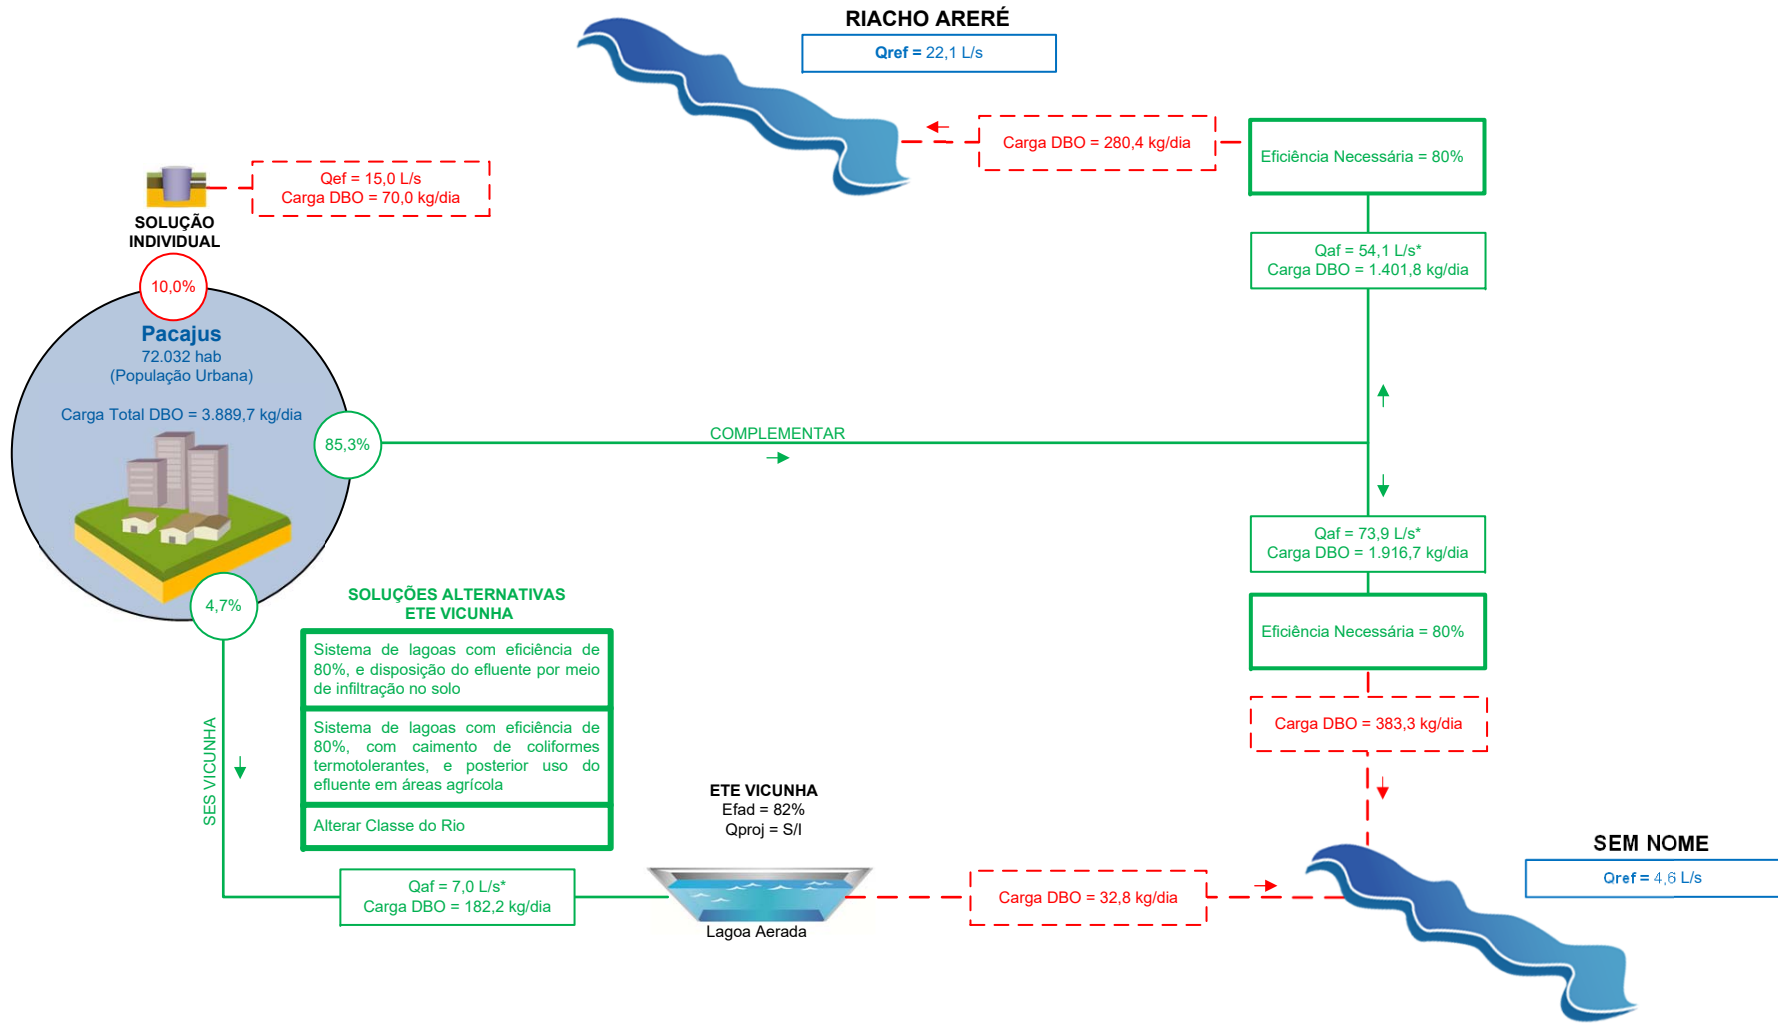 RIACHO ARERÉ
Qref = 22,1 L/s
Carga DBO = 280,4 kg/dia
Eficiência Necessária = 80%
Qef = 15,0 L/s
Carga DBO = 70,0 kg/dia
SOLUÇÃO
INDIVIDUAL
10,0%
Qaf = 54,1 L/s*
Carga DBO = 1.401,8 kg/dia
Pacajus
72.032 hab
(População Urbana)
Carga Total DBO = 3.889,7 kg/dia
85,3%
COMPLEMENTAR
Qaf = 73,9 L/s*
Carga DBO = 1.916,7 kg/dia
4,7%
SOLUÇÕES ALTERNATIVAS
ETE VICUNHA
Sistema de lagoas com eficiência de
80%, e disposição do efluente por meio
de infiltração no solo
Sistema de lagoas com eficiência de
80%, com caimento de coliformes
termotolerantes, e posterior uso do
efluente em áreas agrícola
Alterar Classe do Rio
Eficiência Necessária = 80%
Carga DBO = 383,3 kg/dia
SES VICUNHA
ETE VICUNHA
Efad = 82%
Qproj = S/I
SEM NOME
Qref = 4,6 L/s
Qaf = 7,0 L/s*
Carga DBO = 182,2 kg/dia
Lagoa Aerada
Carga DBO = 32,8 kg/dia